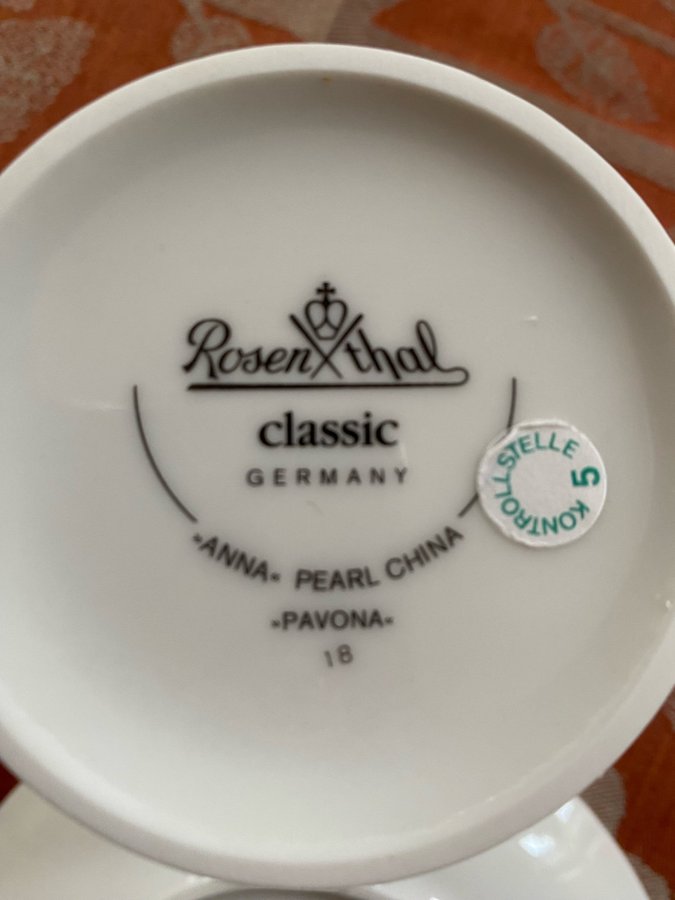 Rosenthal
classic
GERMANY
»ANNA« PEARL CHINA
»PAVONA«
18
KONTROLLSTELLE 5